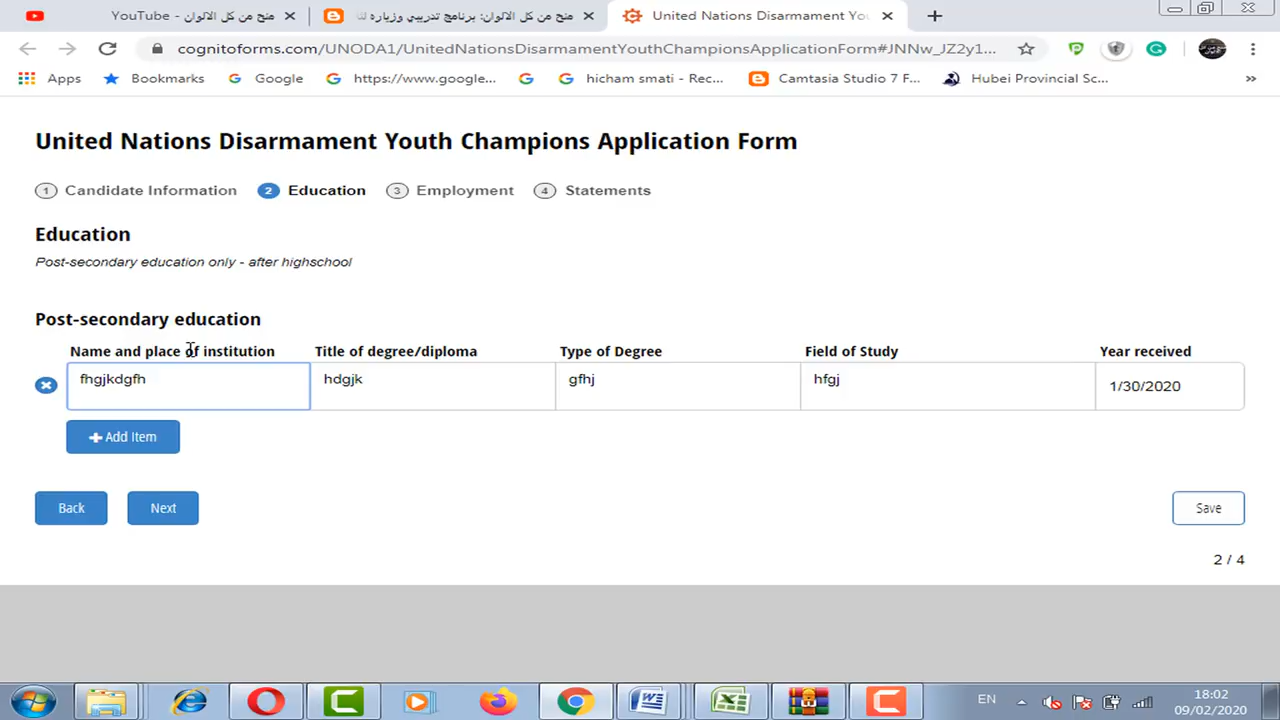 منح من كل الالوان - YouTube
منح من كل الالوان: برنامج تدريبي وزياره
United Nations Disarmament You
cognitoforms.com/UNODA1/UnitedNationsDisarmamentYouthChampionsApplicationForm#JNNw_JZ2y1...
Apps
Bookmarks
Google
https://www.google...
hicham smati - Rec...
Camtasia Studio 7 F...
Hubei Provincial Sc...
United Nations Disarmament Youth Champions Application Form
1 Candidate Information 2 Education 3 Employment 4 Statements
Education
Post-secondary education only - after highschool
Post-secondary education
Name and place of institution Title of degree/diploma Type of Degree Field of Study Year received
fhgjkdgfh hdgjk gfhj hfgj 1/30/2020
Add Item
Back Next Save
2 / 4
EN
18:02
09/02/2020